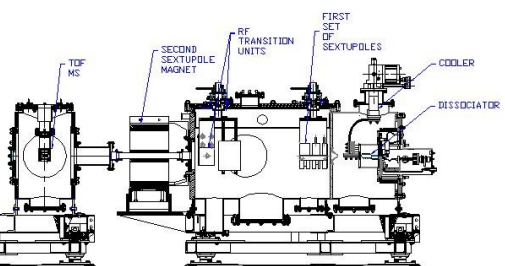 FIRST
SET
OF
SEXTUPOLES
RF
TRANSITION
UNITS
SECOND
SEXTUPOLE
MAGNET
TOF
MS
COOLER
DISSOCIATOR